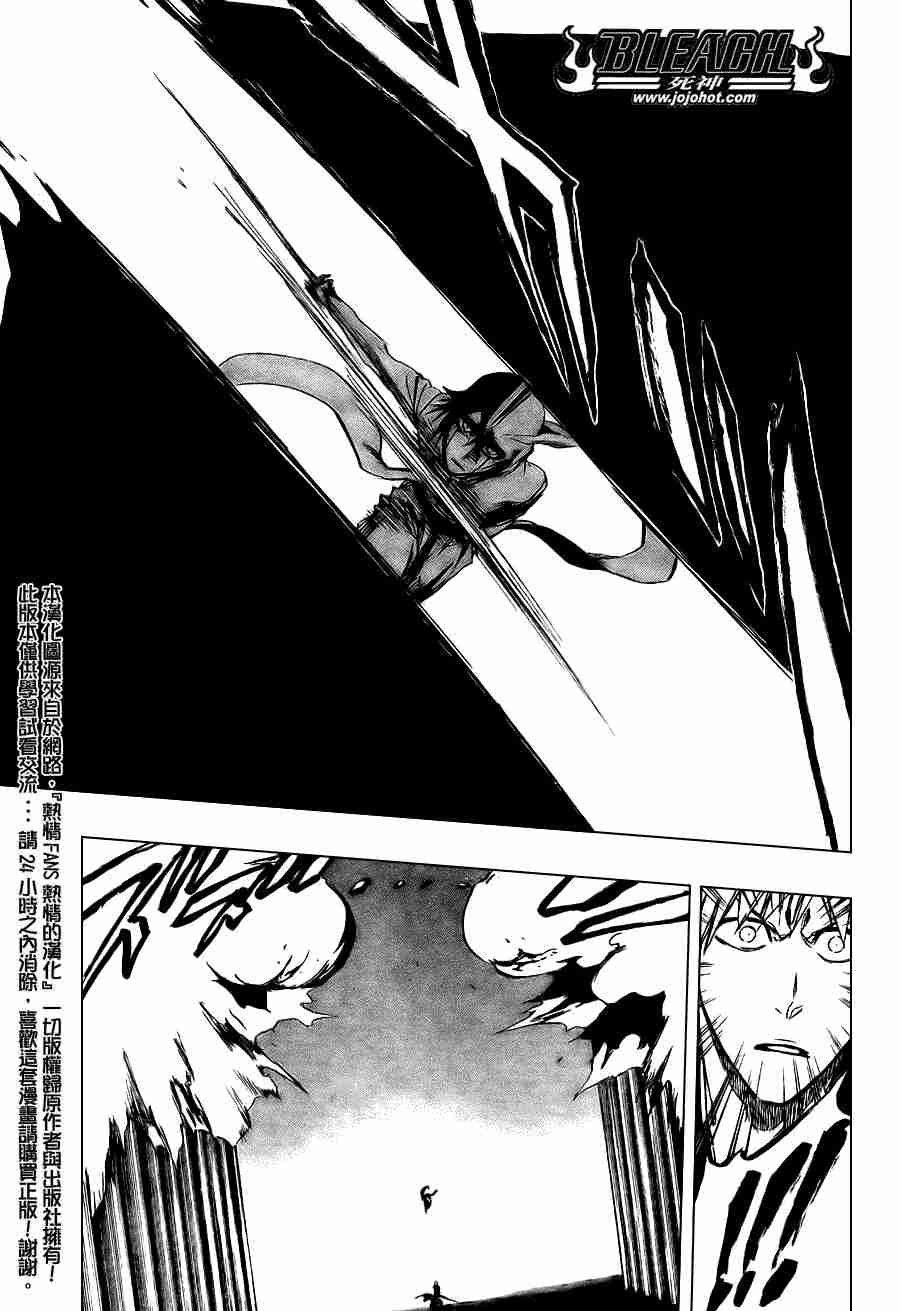 BLEACH
死神
www.jojohot.com
本漢化圖源來自於網路，『熱情FANS 熱情的漢化』一切版權歸原作者與出版社擁有！
此版本僅供學習試看交流… 請 24 小時之內消除，喜歡這套漫畫請購買正版！謝謝。